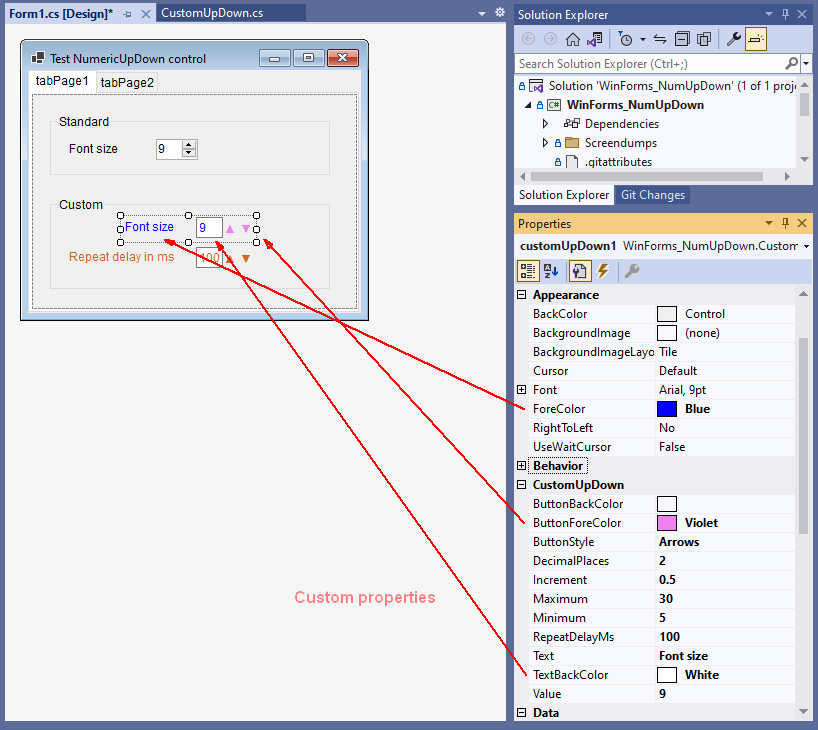 Form1.cs [Design]*
CustomUpDown.cs
Test NumericUpDown control
tabPage1 tabPage2
Standard
Font size 9
Custom
Font size 9
Repeat delay in ms 100
Custom properties
Solution Explorer
Search Solution Explorer (Ctrl+;)
Solution 'WinForms_NumUpDown' (1 of 1 proje
C# WinForms_NumUpDown
Dependencies
Screendumps
.gitattributes
Solution Explorer Git Changes
Properties
customUpDown1 WinForms_NumUpDown.Custom
Appearance
BackColor Control
BackgroundImage (none)
BackgroundImageLayo Tile
Cursor Default
Font Arial, 9pt
ForeColor Blue
RightToLeft No
UseWaitCursor False
Behavior
CustomUpDown
ButtonBackColor
ButtonForeColor Violet
ButtonStyle Arrows
DecimalPlaces 2
Increment 0.5
Maximum 30
Minimum 5
RepeatDelayMs 100
Text Font size
TextBackColor White
Value 9
Data